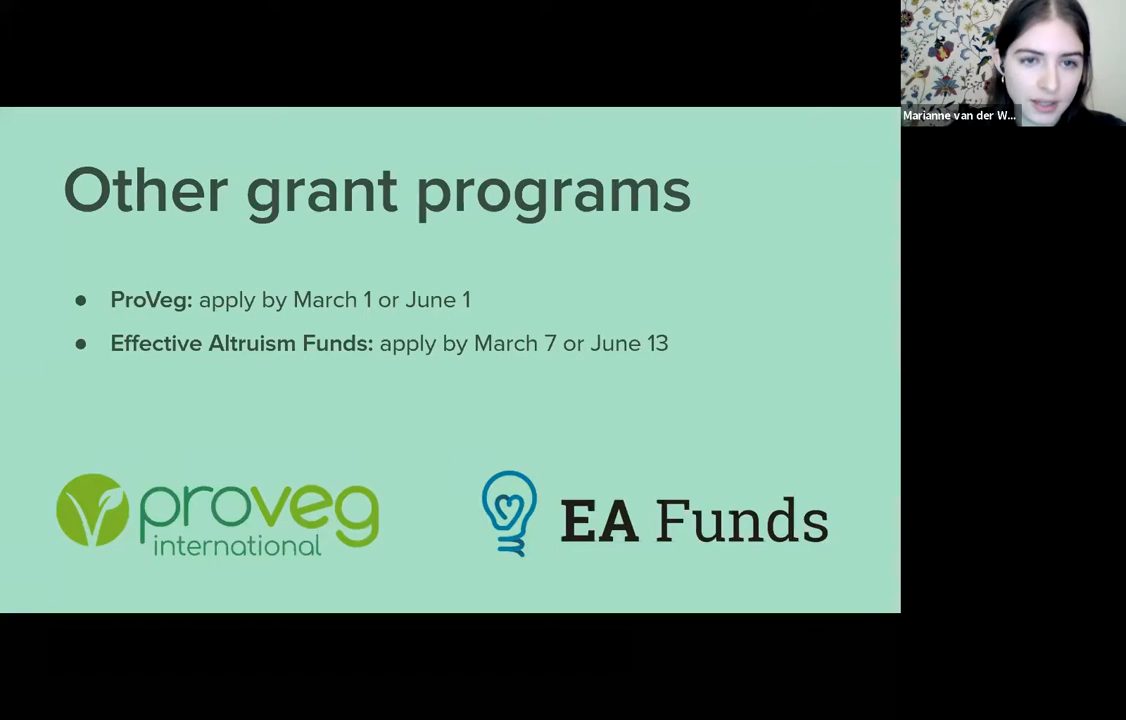 Marianne van der W...
Other grant programs
● ProVeg: apply by March 1 or June 1
● Effective Altruism Funds: apply by March 7 or June 13
proveg
international
EA Funds